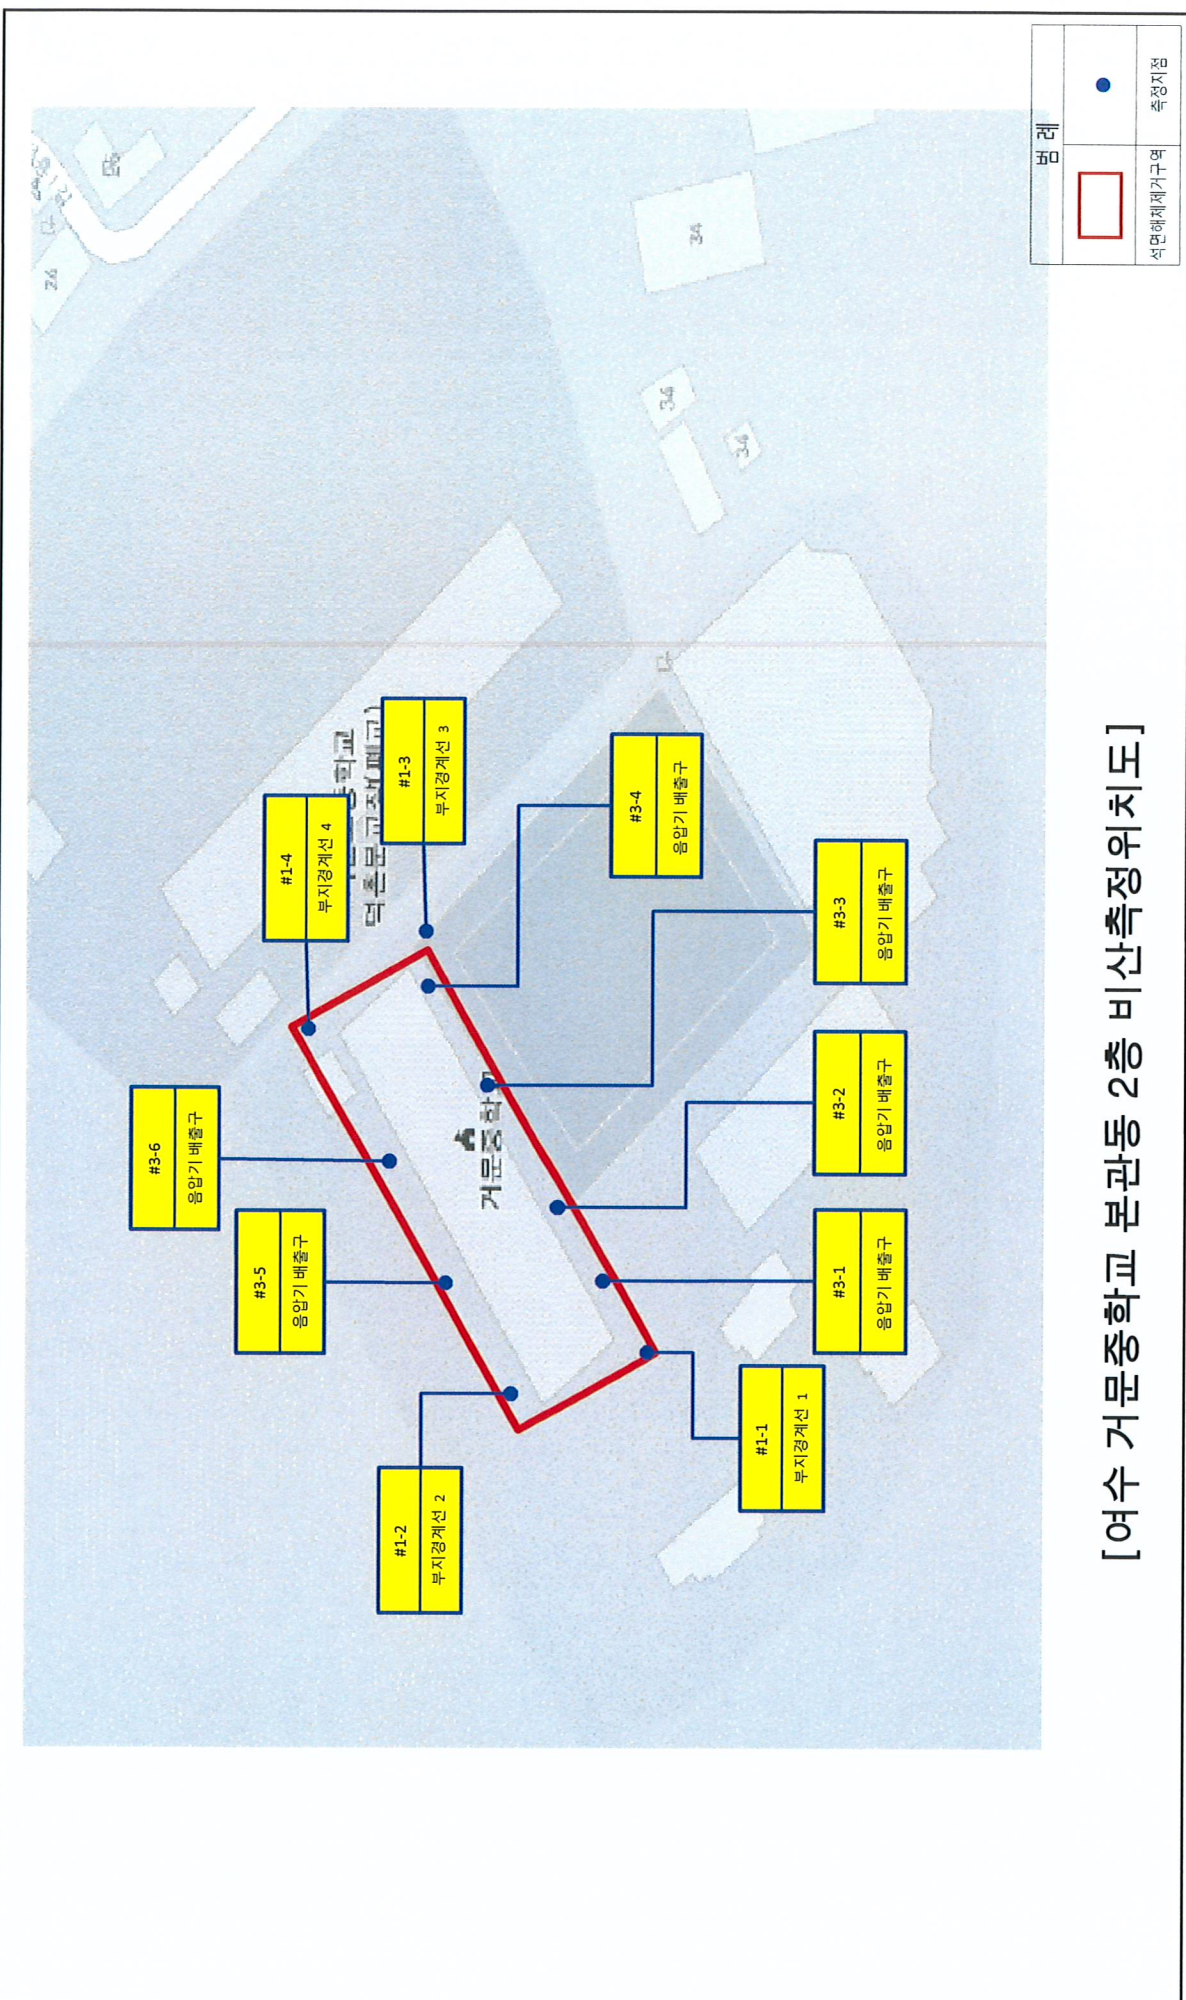 범 례
석면해체제거구역
측정지점
#1-2
부지경계선 2
#3-5
음압기 배출구
#3-6
음압기 배출구
#1-4
부지경계선 4
#1-3
부지경계선 3
덕촌분교장(폐교)
거문중학교
#1-1
부지경계선 1
#3-1
음압기 배출구
#3-2
음압기 배출구
#3-3
음압기 배출구
#3-4
음압기 배출구
34
34
34
[여수 거문중학교 본관동 2층 비산측정위치도]